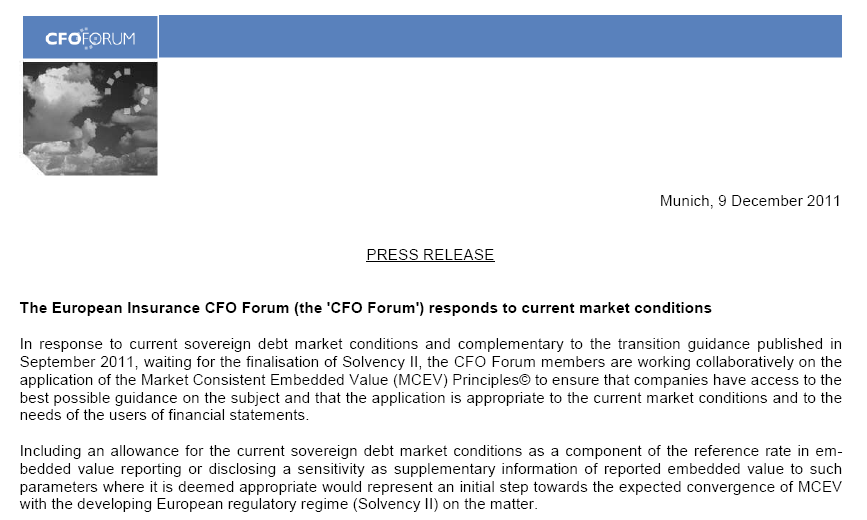 CFOFORUM
Munich, 9 December 2011
PRESS RELEASE
The European Insurance CFO Forum (the 'CFO Forum') responds to current market conditions
In response to current sovereign debt market conditions and complementary to the transition guidance published in
September 2011, waiting for the finalisation of Solvency II, the CFO Forum members are working collaboratively on the
application of the Market Consistent Embedded Value (MCEV) Principles© to ensure that companies have access to the
best possible guidance on the subject and that the application is appropriate to the current market conditions and to the
needs of the users of financial statements.
Including an allowance for the current sovereign debt market conditions as a component of the reference rate in em-
bedded value reporting or disclosing a sensitivity as supplementary information of reported embedded value to such
parameters where it is deemed appropriate would represent an initial step towards the expected convergence of MCEV
with the developing European regulatory regime (Solvency II) on the matter.